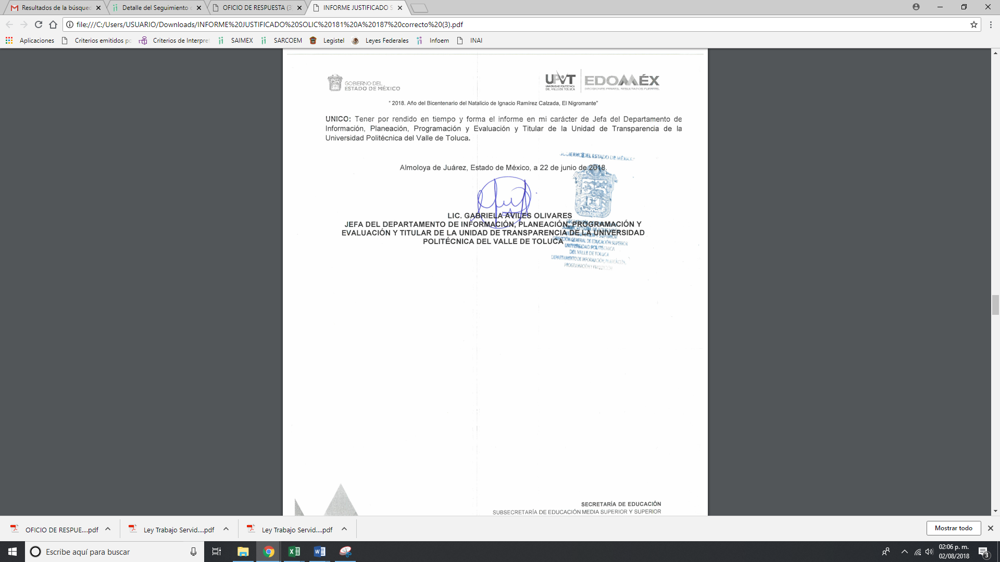 Resultados de la búsqued
Detalle del Seguimiento d
OFICIO DE RESPUESTA (3
INFORME JUSTIFICADO S
file:///C:/Users/USUARIO/Downloads/INFORME%20JUSTIFICADO%20SOLIC%20181%20A%20187%20correcto%20(3).pdf
Aplicaciones
Criterios emitidos po
Criterios de Interpret
SAIMEX
SARCOEM
Legistel
Leyes Federales
Infoem
INAI
GOBIERNO DEL
ESTADO DE MÉXICO
UPVT
UNIVERSIDAD POLITÉCNICA
DEL VALLE DE TOLUCA
EDOMÉX
DECISIONES FIRMES, RESULTADOS FUERTES.
" 2018. Año del Bicentenario del Natalicio de Ignacio Ramírez Calzada, El Nigromante"
UNICO: Tener por rendido en tiempo y forma el informe en mi carácter de Jefa del Departamento de
Información, Planeación, Programación y Evaluación y Titular de la Unidad de Transparencia de la
Universidad Politécnica del Valle de Toluca.
GOBIERNO DEL ESTADO DE MÉXICO
Almoloya de Juárez, Estado de México, a 22 de junio de 2018.
LIC. GABRIELA AVILES OLIVARES
JEFA DEL DEPARTAMENTO DE INFORMACIÓN, PLANEACIÓN, PROGRAMACIÓN Y
EVALUACIÓN Y TITULAR DE LA UNIDAD DE TRANSPARENCIA DE LA UNIVERSIDAD
POLITÉCNICA DEL VALLE DE TOLUCA
DIRECCIÓN GENERAL DE EDUCACIÓN SUPERIOR
UNIVERSIDAD POLITÉCNICA
DEL VALLE DE TOLUCA
DEPARTAMENTO DE INFORMACIÓN, PLANEACIÓN,
PROGRAMACIÓN Y EVALUACIÓN
SECRETARÍA DE EDUCACIÓN
SUBSECRETARÍA DE EDUCACIÓN MEDIA SUPERIOR Y SUPERIOR
OFICIO DE RESPUE....pdf
Ley Trabajo Servid....pdf
Ley Trabajo Servid....pdf
Mostrar todo
Escribe aquí para buscar
02:06 p. m.
02/08/2018
3